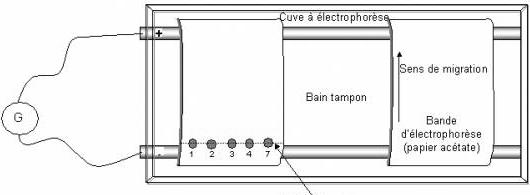 Cuve à électrophorèse
+
Sens de migration
Bain tampon
G
Bande
d'électrophorèse
(papier acétate)
-
1 2 3 4 7